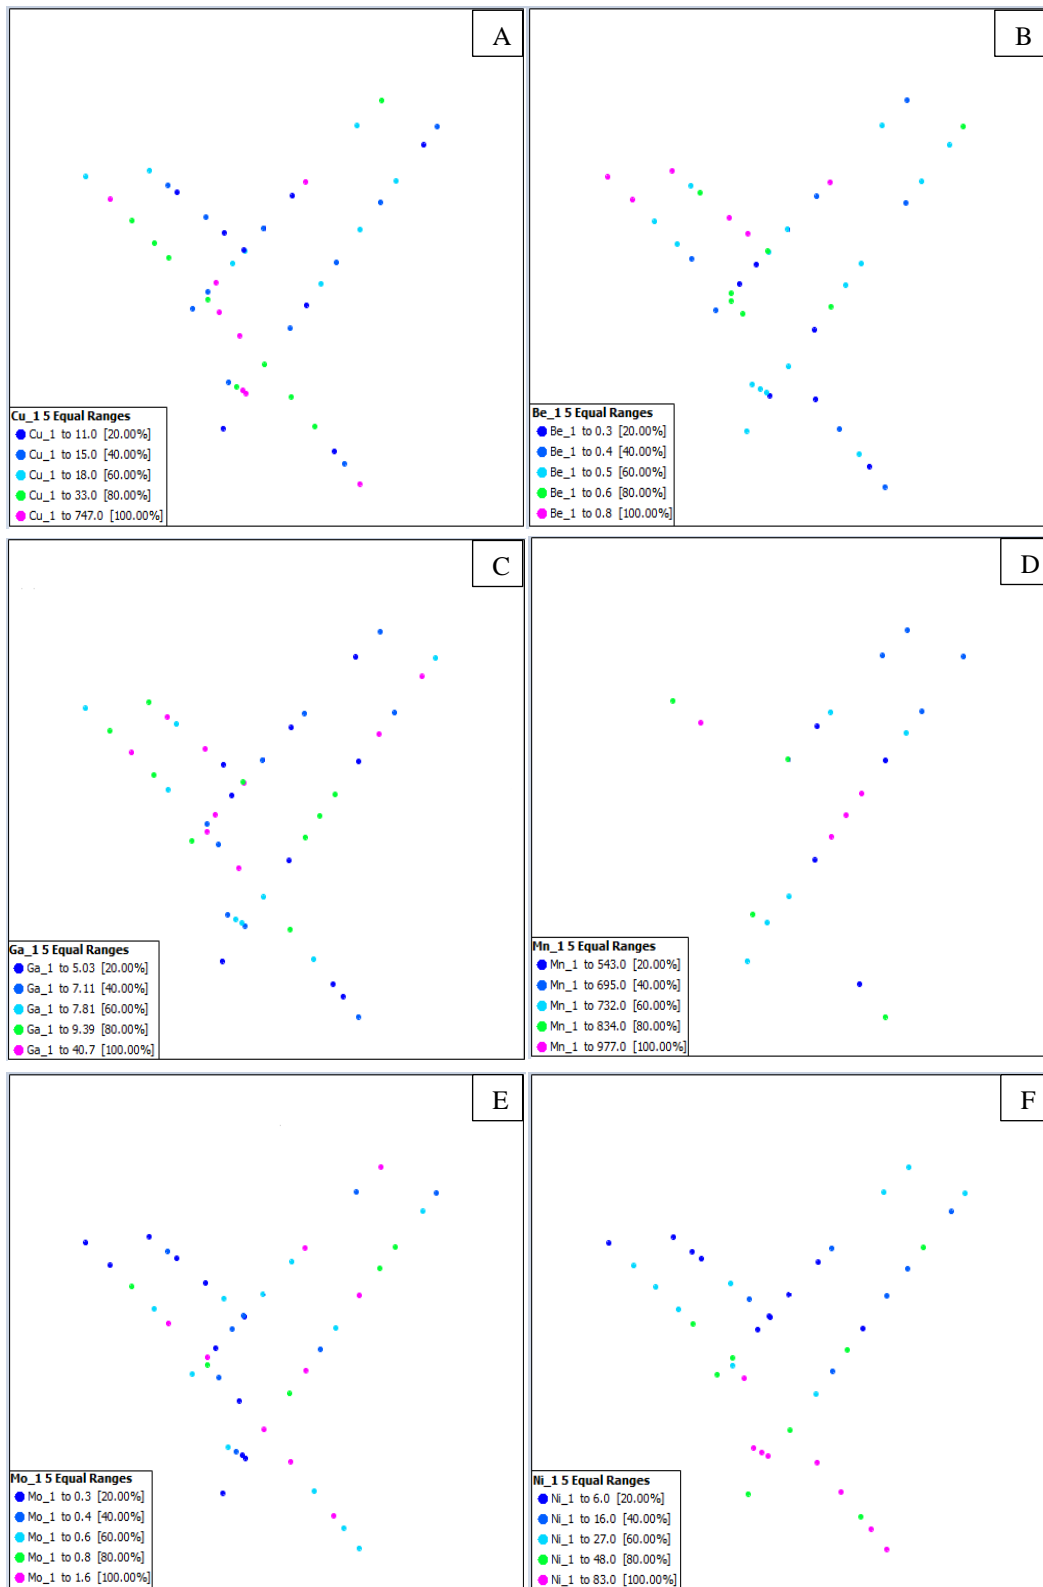 A
Cu_1 5 Equal Ranges
Cu_1 to 11.0 [20.00%]
Cu_1 to 15.0 [40.00%]
Cu_1 to 18.0 [60.00%]
Cu_1 to 33.0 [80.00%]
Cu_1 to 747.0 [100.00%]
B
Be_1 5 Equal Ranges
Be_1 to 0.3 [20.00%]
Be_1 to 0.4 [40.00%]
Be_1 to 0.5 [60.00%]
Be_1 to 0.6 [80.00%]
Be_1 to 0.8 [100.00%]
C
Ga_1 5 Equal Ranges
Ga_1 to 5.03 [20.00%]
Ga_1 to 7.11 [40.00%]
Ga_1 to 7.81 [60.00%]
Ga_1 to 9.39 [80.00%]
Ga_1 to 40.7 [100.00%]
D
Mn_1 5 Equal Ranges
Mn_1 to 543.0 [20.00%]
Mn_1 to 695.0 [40.00%]
Mn_1 to 732.0 [60.00%]
Mn_1 to 834.0 [80.00%]
Mn_1 to 977.0 [100.00%]
E
Mo_1 5 Equal Ranges
Mo_1 to 0.3 [20.00%]
Mo_1 to 0.4 [40.00%]
Mo_1 to 0.6 [60.00%]
Mo_1 to 0.8 [80.00%]
Mo_1 to 1.6 [100.00%]
F
Ni_1 5 Equal Ranges
Ni_1 to 6.0 [20.00%]
Ni_1 to 16.0 [40.00%]
Ni_1 to 27.0 [60.00%]
Ni_1 to 48.0 [80.00%]
Ni_1 to 83.0 [100.00%]